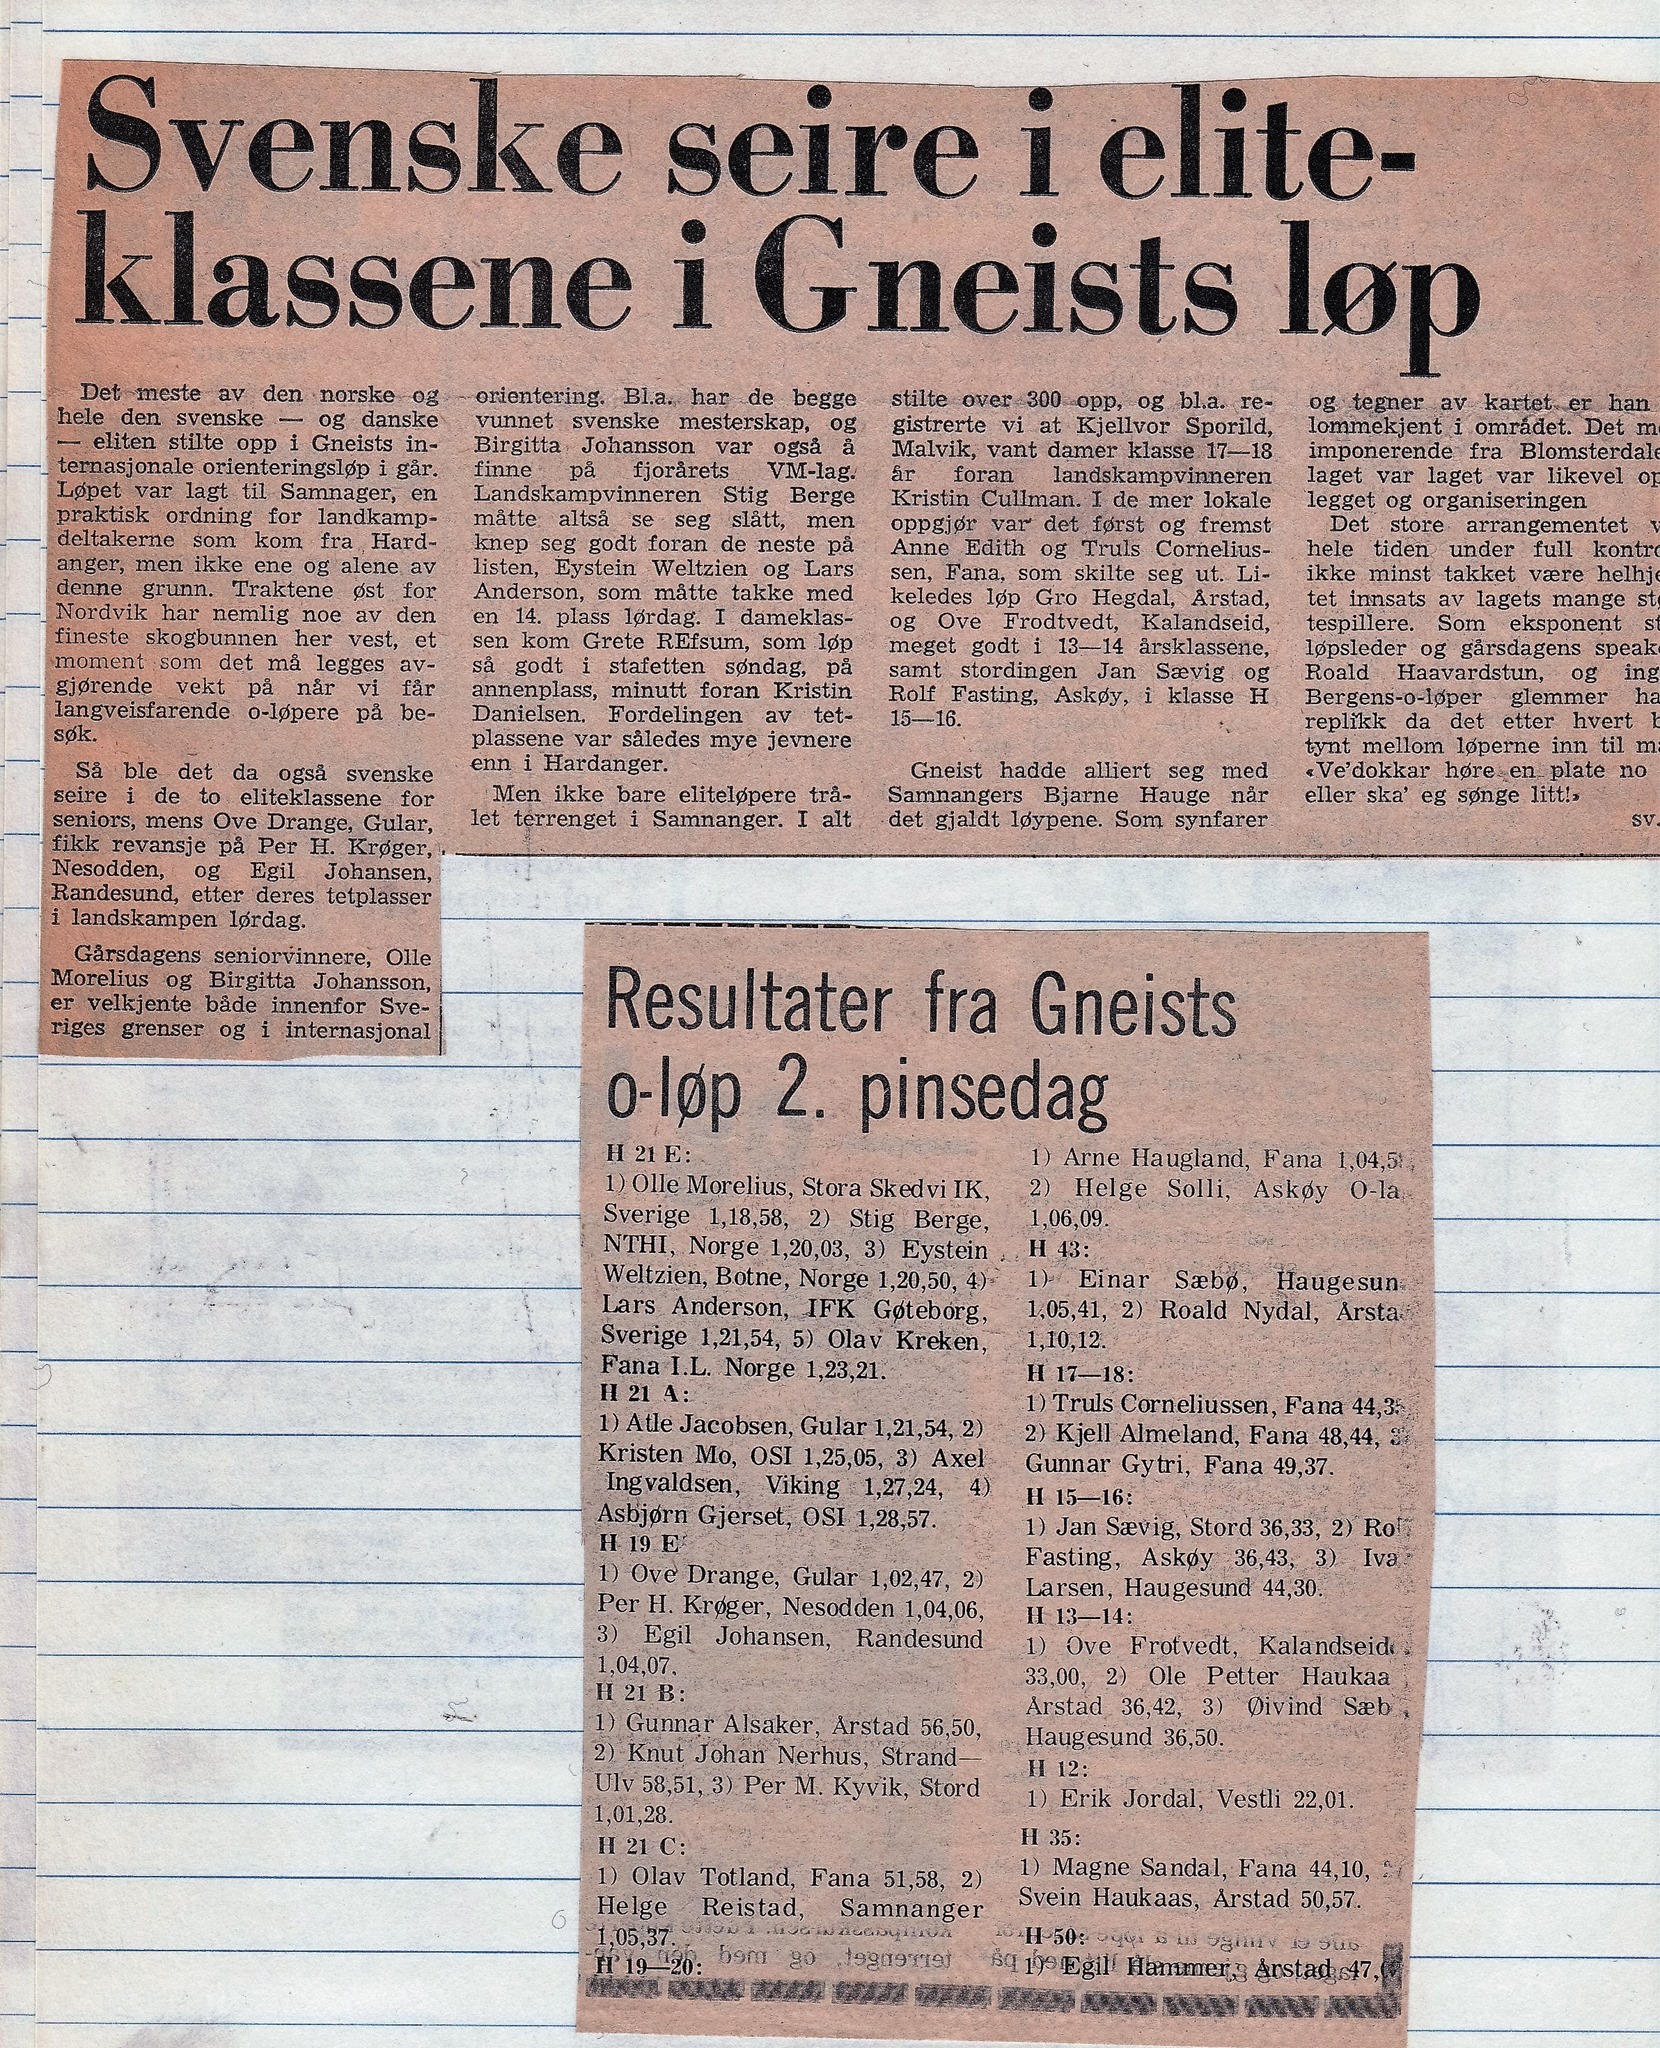 Svenske seire i elite-
klassene i Gneists løp
Det meste av den norske og
hele den svenske — og danske
— eliten stilte opp i Gneists in-
ternasjonale orienteringsløp i går.
Løpet var lagt til Samnager, en
praktisk ordning for landkamp-
deltakerne som kom fra Hard-
anger, men ikke ene og alene av
denne grunn. Traktene øst for
Nordvik har nemlig noe av den
fineste skogbunnen her vest, et
moment som det må legges av-
gjørende vekt på når vi får
langveisfarende o-løpere på be-
søk.
Så ble det da også svenske
seire i de to eliteklassene for
seniors, mens Ove Drange, Gular,
fikk revansje på Per H. Krøger,
Nesodden, og Egil Johansen,
Randesund, etter deres tetplasser
i landskampen lørdag.
Gårsdagens seniorvinnere, Olle
Morelius og Birgitta Johansson,
er velkjente både innenfor Sve-
riges grenser og i internasjonal
orientering. Bl.a. har de begge
vunnet svenske mesterskap, og
Birgitta Johansson var også å
finne på fjorårets VM-lag.
Landskampvinneren Stig Berge
måtte altså se seg slått, men
knep seg godt foran de neste på
listen, Eystein Weltzien og Lars
Anderson, som måtte takke med
en 14. plass lørdag. I dameklas-
sen kom Grete REfsum, som løp
så godt i stafetten søndag, på
annenplass, minutt foran Kristin
Danielsen. Fordelingen av tet-
plassene var således mye jevnere
enn i Hardanger.
Men ikke bare eliteløpere trå-
let terrenget i Samnanger. I alt
stilte over 300 opp, og bl.a. re-
gistrerte vi at Kjellvor Sporild,
Malvik, vant damer klasse 17—18
år foran landskampvinneren
Kristin Cullman. I de mer lokale
oppgjør var det først og fremst
Anne Edith og Truls Cornelius-
sen, Fana, som skilte seg ut. Li-
keledes løp Gro Hegdal, Årstad,
og Ove Frodtvedt, Kalandseid,
meget godt i 13—14 årsklassene,
samt stordingen Jan Sævig og
Rolf Fasting, Askøy, i klasse H
15—16.
Gneist hadde alliert seg med
Samnangers Bjarne Hauge når
det gjaldt løypene. Som synfarer
og tegner av kartet er han
lommekjent i området. Det m
imponerende fra Blomsterdale
laget var laget var likevel op
legget og organiseringen
Det store arrangementet v
hele tiden under full kontro
ikke minst takket være helhje
tet innsats av lagets mange st
tespillere. Som eksponent st
løpsleder og gårsdagens speak
Roald Haavardstun, og ing
Bergens-o-løper glemmer ha
replikk da det etter hvert b
tynt mellom løperne inn til m
«Ve'dokkar høre en plate no
eller ska' eg sønge litt!»
sv.
Resultater fra Gneists
o-løp 2. pinsedag
H 21 E:
1) Olle Morelius, Stora Skedvi IK,
Sverige 1,18,58, 2) Stig Berge,
NTHI, Norge 1,20,03, 3) Eystein
Weltzien, Botne, Norge 1,20,50, 4)
Lars Anderson, IFK Gøteborg,
Sverige 1,21,54, 5) Olav Kreken,
Fana I.L. Norge 1,23,21.
H 21 A:
1) Atle Jacobsen, Gular 1,21,54, 2)
Kristen Mo, OSI 1,25,05, 3) Axel
Ingvaldsen, Viking 1,27,24, 4)
Asbjørn Gjerset, OSI 1,28,57.
H 19 E
1) Ove Drange, Gular 1,02,47, 2)
Per H. Krøger, Nesodden 1,04,06,
3) Egil Johansen, Randesund
1,04,07.
H 21 B:
1) Gunnar Alsaker, Årstad 56,50,
2) Knut Johan Nerhus, Strand—
Ulv 58,51, 3) Per M. Kyvik, Stord
1,01,28.
H 21 C:
1) Olav Totland, Fana 51,58, 2)
Helge Reistad, Samnanger
1,05,37.
H 19—20:
1) Arne Haugland, Fana 1,04,5
2) Helge Solli, Askøy O-la
1,06,09.
H 43:
1) Einar Sæbø, Haugesun
1,05,41, 2) Roald Nydal, Årsta
1,10,12.
H 17—18:
1) Truls Corneliussen, Fana 44,3
2) Kjell Almeland, Fana 48,44,
Gunnar Gytri, Fana 49,37.
H 15—16:
1) Jan Sævig, Stord 36,33, 2) Ro
Fasting, Askøy 36,43, 3) Iva
Larsen, Haugesund 44,30.
H 13—14:
1) Ove Frotvedt, Kalandseid
33,00, 2) Ole Petter Haukaa
Årstad 36,42, 3) Øivind Sæb
Haugesund 36,50.
H 12:
1) Erik Jordal, Vestli 22,01.
H 35:
1) Magne Sandal, Fana 44,10,
Svein Haukaas, Årstad 50,57.
H 50:
1) Egil Hammer, Årstad 47,